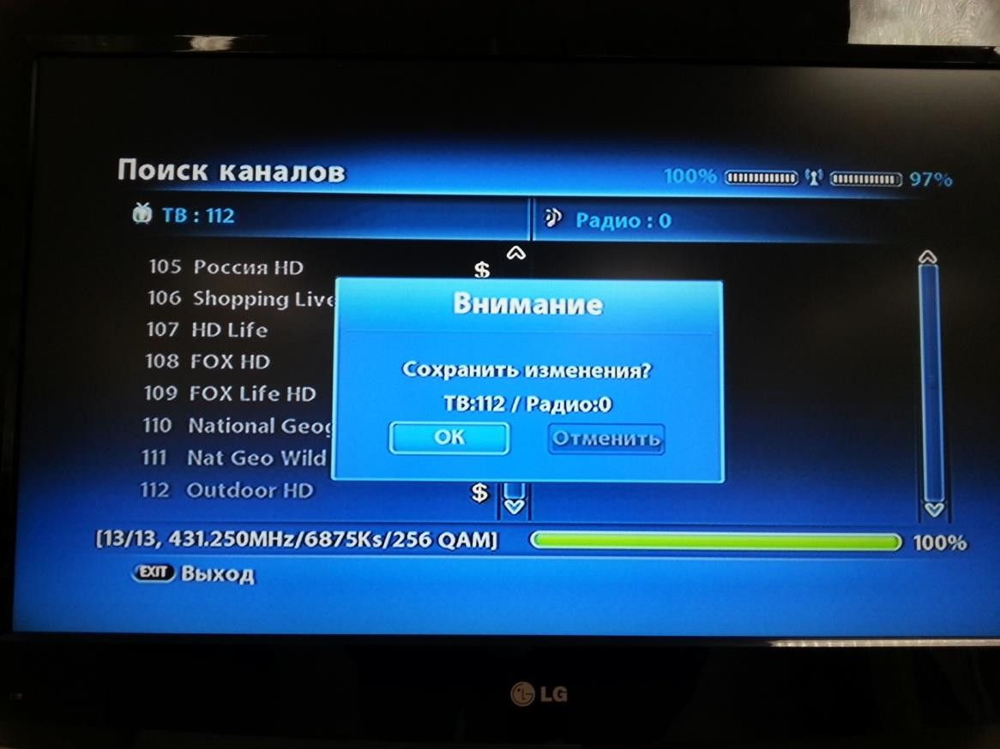 Поиск каналов
100% 97%
ТВ : 112
Радио : 0
105 Россия HD $
106 Shopping Live
107 HD Life
108 FOX HD
109 FOX Life HD
110 National Geog
111 Nat Geo Wild
112 Outdoor HD $
Внимание
Сохранить изменения?
ТВ:112 / Радио:0
OK
Отменить
[13/13, 431.250MHz/6875Ks/256 QAM] 100%
EXIT Выход
LG